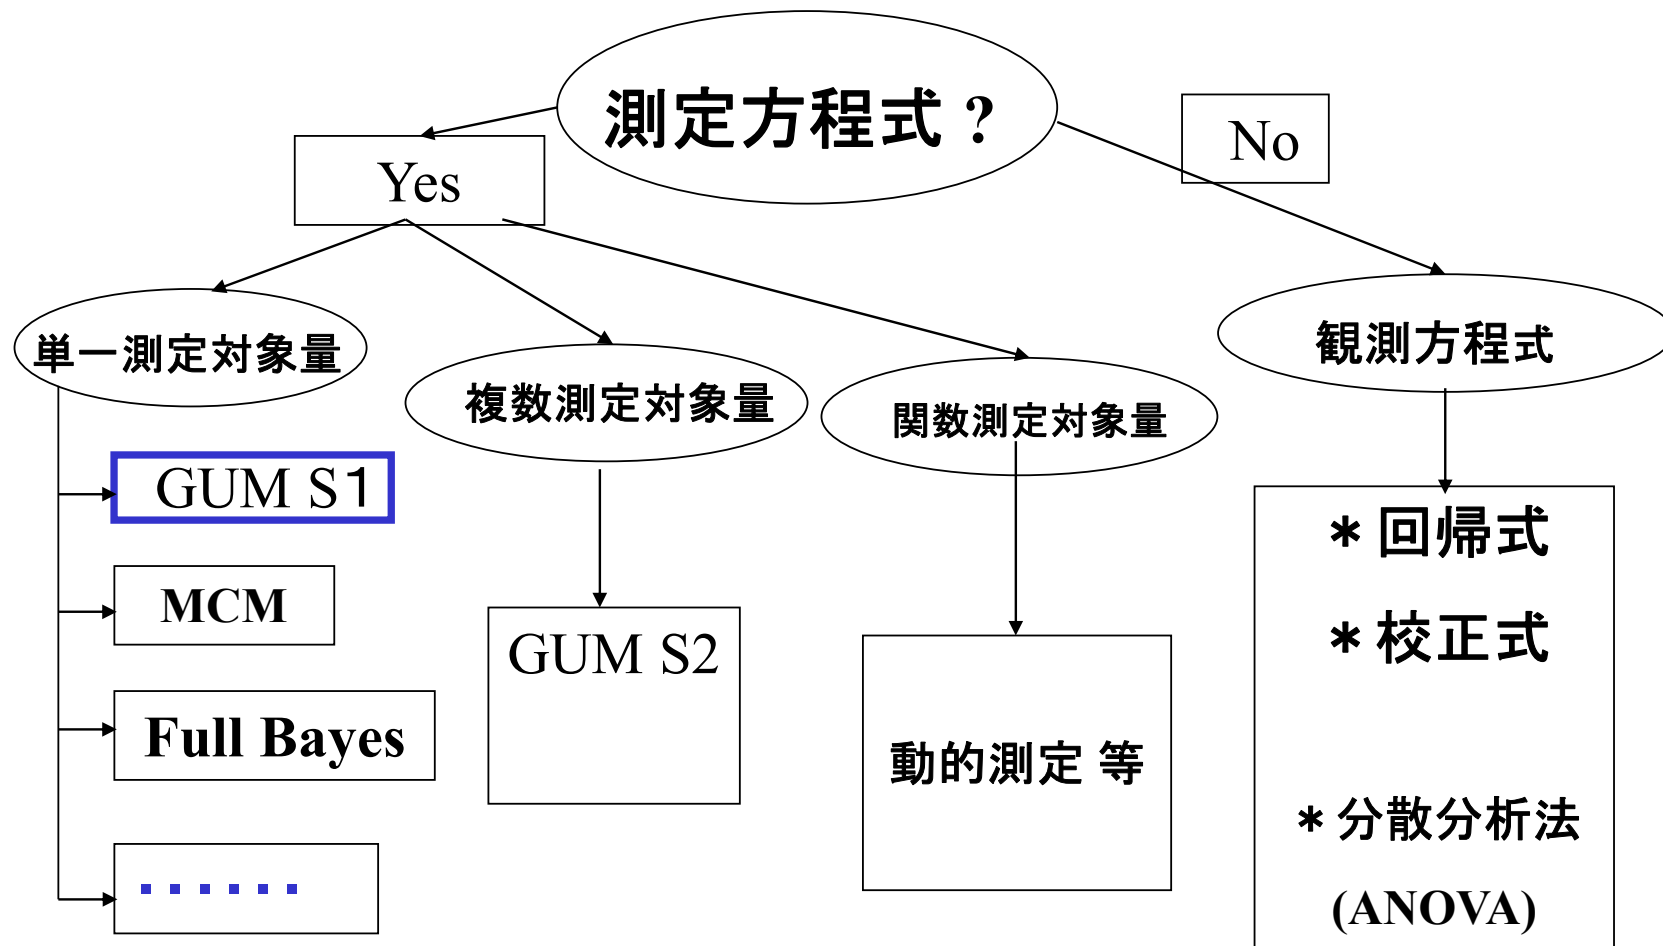 測定方程式？
Yes
No
単一測定対象量
複数測定対象量
関数測定対象量
観測方程式
GUM S１
MCM
Full Bayes
......
GUM S2
動的測定 等
＊回帰式
＊校正式
＊分散分析法
(ANOVA)